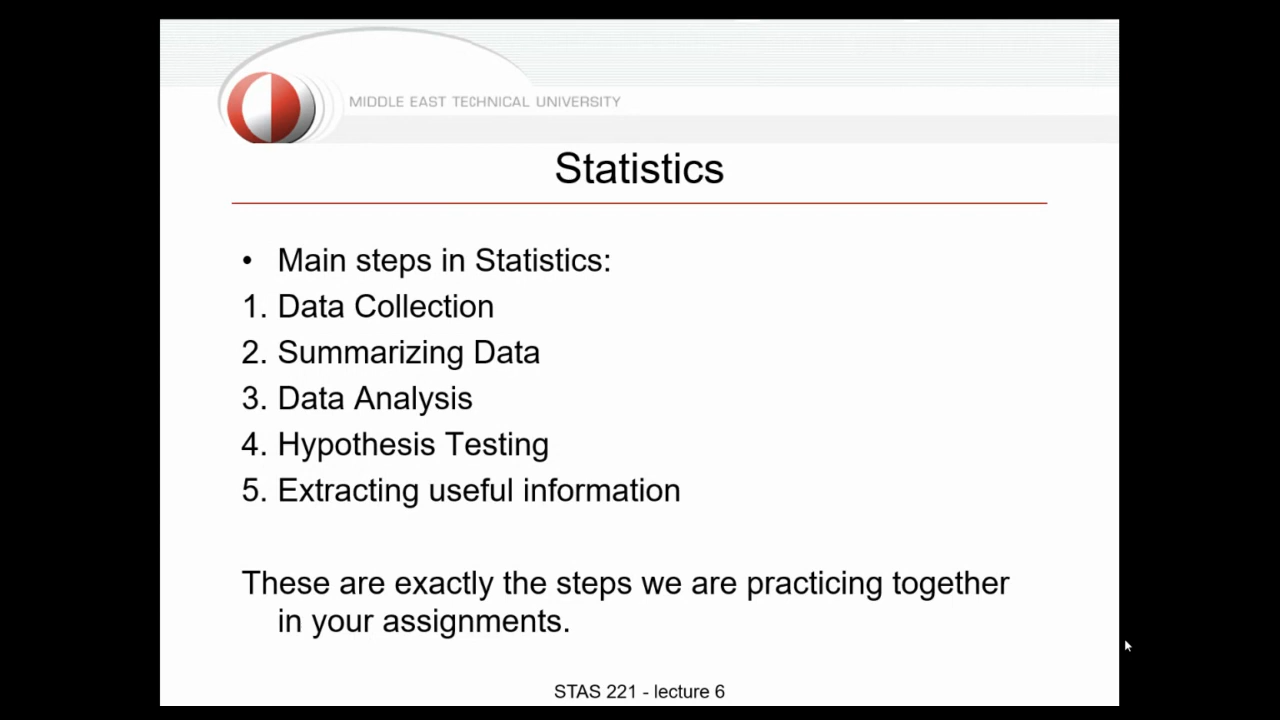 MIDDLE EAST TECHNICAL UNIVERSITY
Statistics
• Main steps in Statistics:
1. Data Collection
2. Summarizing Data
3. Data Analysis
4. Hypothesis Testing
5. Extracting useful information
These are exactly the steps we are practicing together
in your assignments.
STAS 221 - lecture 6